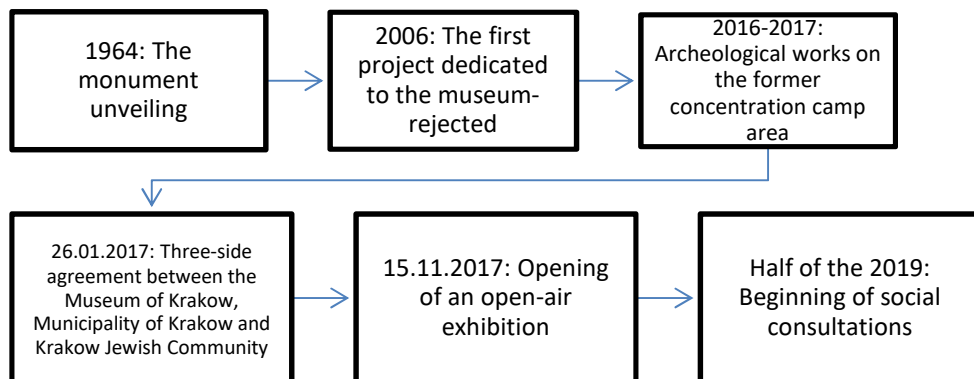 1964: The
monument
unveiling
2006: The first
project dedicated
to the museum-
rejected
2016-2017:
Archeological works on
the former
concentration camp
area
26.01.2017: Three-side
agreement between the
Museum of Krakow,
Municipality of Krakow and
Krakow Jewish Community
15.11.2017: Opening
of an open-air
exhibition
Half of the 2019:
Beginning of social
consultations